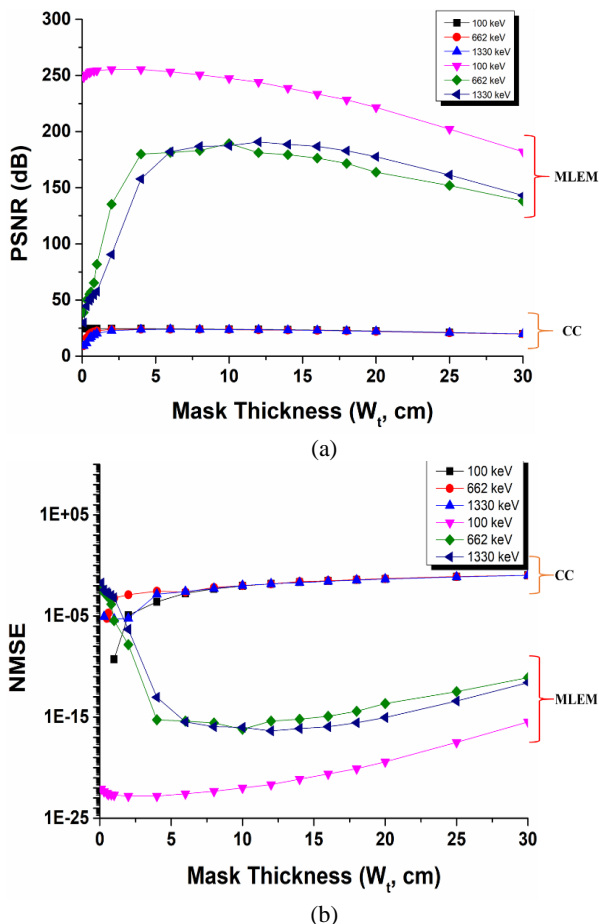 300
250
200
150
100
50
0
PSNR (dB)
100 keV
662 keV
1330 keV
100 keV
662 keV
1330 keV
MLEM
CC
0 5 10 15 20 25 30
Mask Thickness (Wt, cm)
(a)
1E+05
1E-05
1E-15
1E-25
NMSE
100 keV
662 keV
1330 keV
100 keV
662 keV
1330 keV
CC
MLEM
0 5 10 15 20 25 30
Mask Thickness (Wt, cm)
(b)